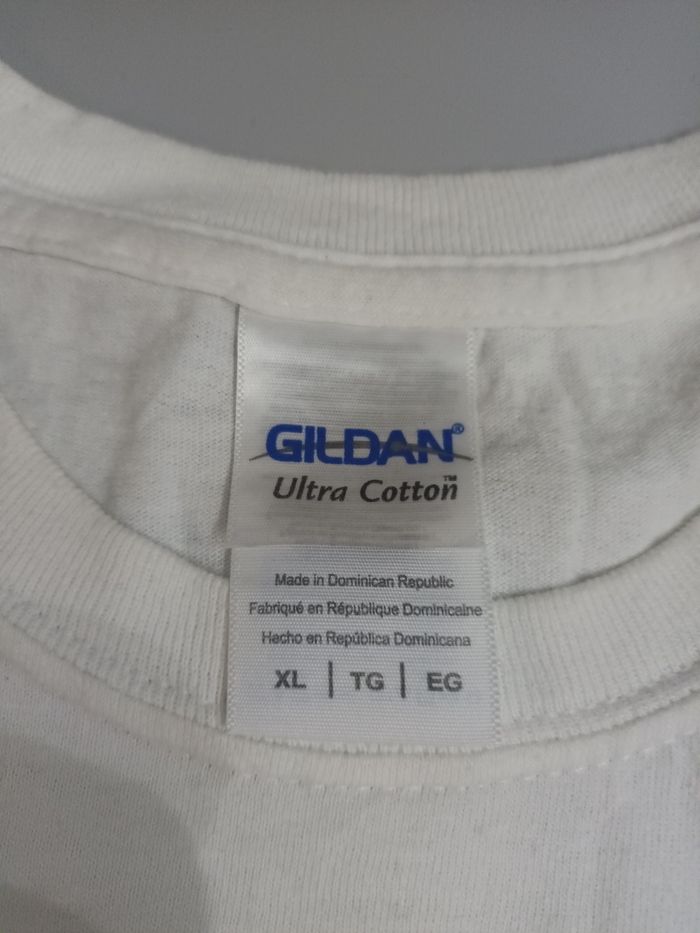 GILDAN®
Ultra Cotton™
Made in Dominican Republic
Fabriqué en République Dominicaine
Hecho en República Dominicana
XL | TG | EG